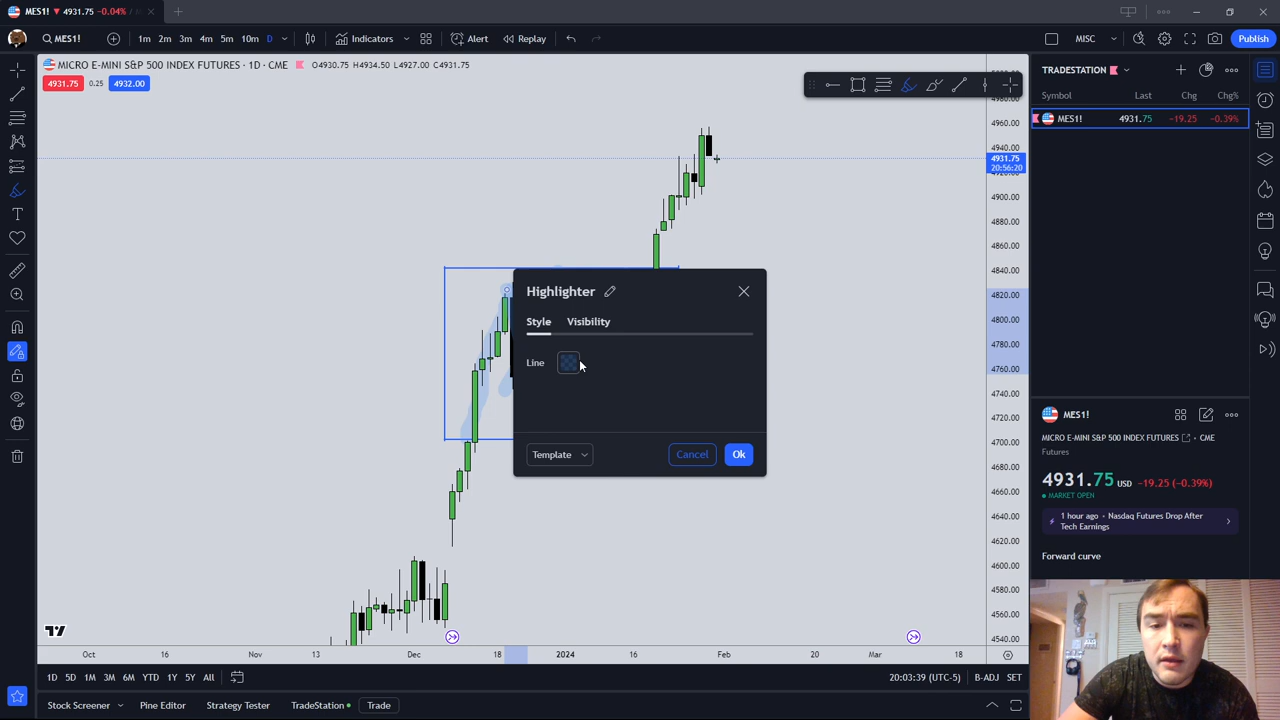 MES1! ▼ 4931.75 −0.04%
MES1!
1m 2m 3m 4m 5m 10m D
Indicators
Alert
Replay
MISC
Publish
MICRO E-MINI S&P 500 INDEX FUTURES · 1D · CME
O4930.75 H4934.50 L4927.00 C4931.75
4931.75 0.25 4932.00
TRADESTATION
Symbol Last Chg Chg%
MES1! 4931.75 −19.25 −0.39%
4980.00
4960.00
4940.00
4931.75
20:56:20
4920.00
4900.00
4880.00
4860.00
4840.00
4820.00
4800.00
4780.00
4760.00
4740.00
4720.00
4700.00
4680.00
4660.00
4640.00
4620.00
4600.00
4580.00
4560.00
4540.00
Highlighter
Style Visibility
Line
Template
Cancel
Ok
MES1!
MICRO E-MINI S&P 500 INDEX FUTURES · CME
Futures
4931.75 USD −19.25 (−0.39%)
MARKET OPEN
1 hour ago · Nasdaq Futures Drop After
Tech Earnings
Forward curve
Oct 16 Nov 13 Dec 18 2024 16 Feb 20 Mar 18
1D 5D 1M 3M 6M YTD 1Y 5Y All
20:03:39 (UTC-5) B-ADJ SET
Stock Screener Pine Editor Strategy Tester TradeStation Trade